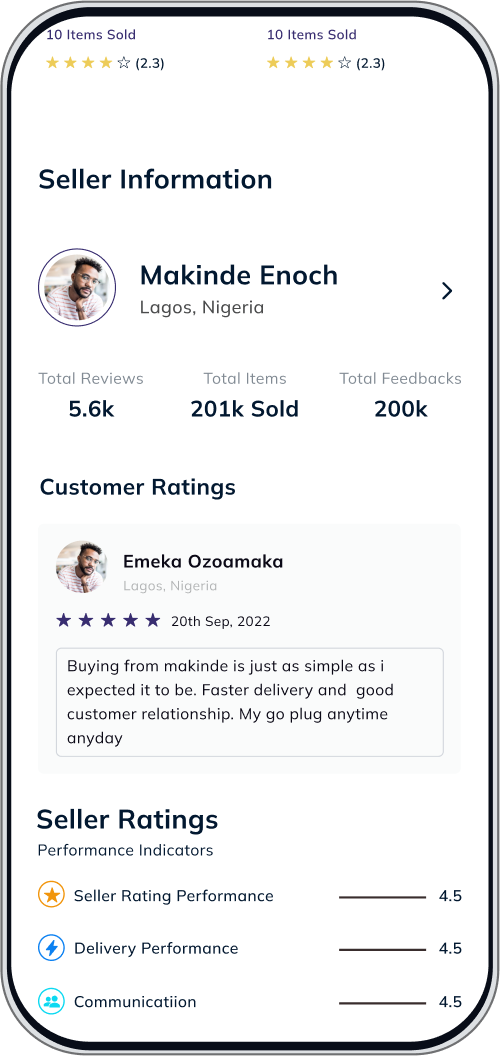 10 Items Sold 10 Items Sold
(2.3) (2.3)
Seller Information
Makinde Enoch
Lagos, Nigeria
Total Reviews Total Items Total Feedbacks
5.6k 201k Sold 200k
Customer Ratings
Emeka Ozoamaka
Lagos, Nigeria
20th Sep, 2022
Buying from makinde is just as simple as i
expected it to be. Faster delivery and  good
customer relationship. My go plug anytime
anyday
Seller Ratings
Performance Indicators
Seller Rating Performance 4.5
Delivery Performance 4.5
Communicatiion 4.5